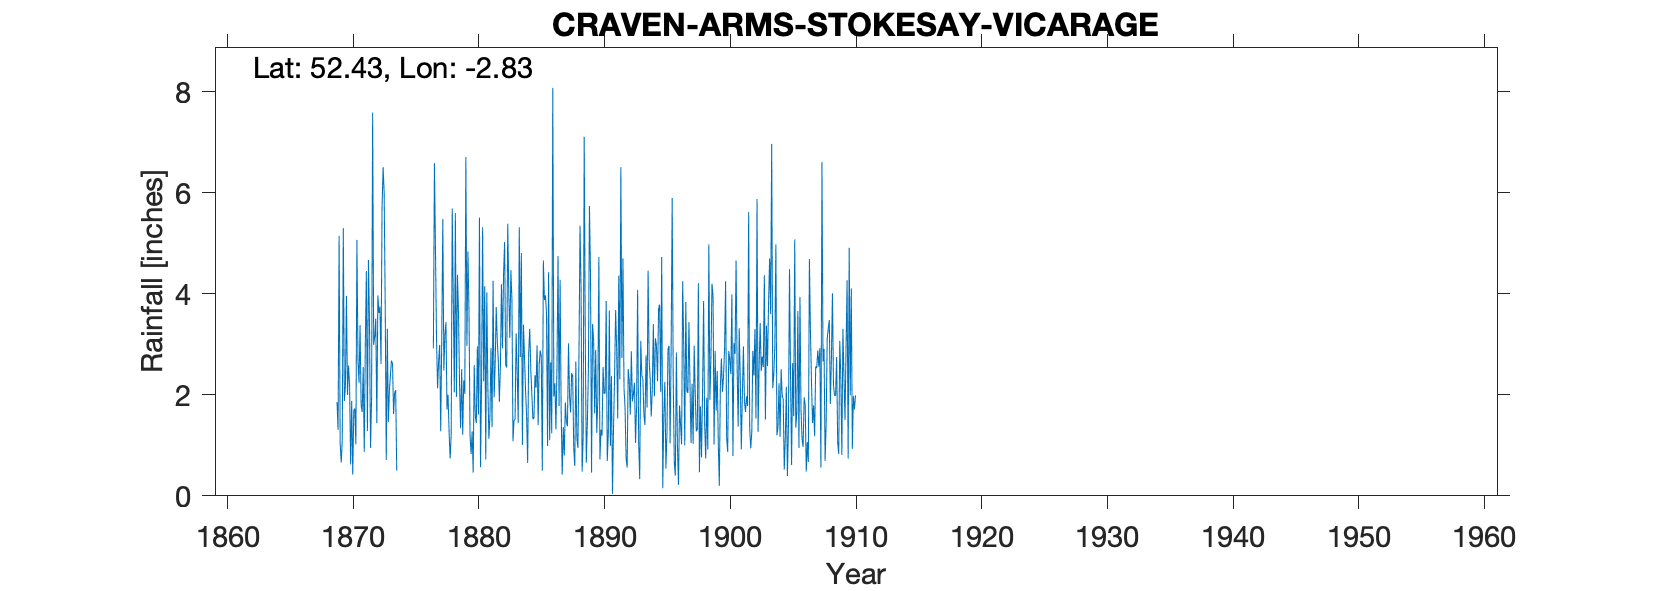 CRAVEN-ARMS-STOKESAY-VICARAGE
Lat: 52.43, Lon: -2.83
8
6
4
2
0
Rainfall [inches]
1860 1870 1880 1890 1900 1910 1920 1930 1940 1950 1960
Year